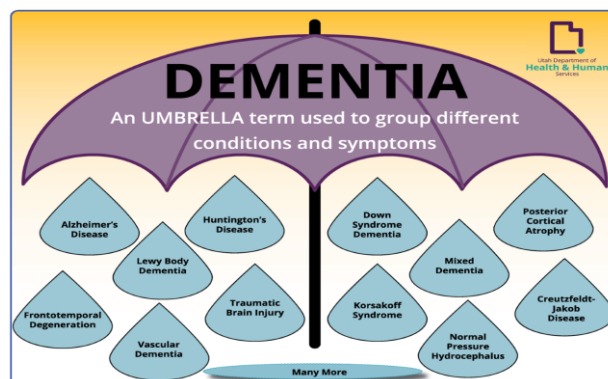 DEMENTIA
An UMBRELLA term used to group different
conditions and symptoms
Utah Department of
Health & Human
Services
Alzheimer's
Disease
Huntington's
Disease
Down
Syndrome
Dementia
Posterior
Cortical
Atrophy
Lewy Body
Dementia
Mixed
Dementia
Frontotemporal
Degeneration
Traumatic
Brain Injury
Korsakoff
Syndrome
Creutzfeldt-
Jakob
Disease
Vascular
Dementia
Normal
Pressure
Hydrocephalus
Many More